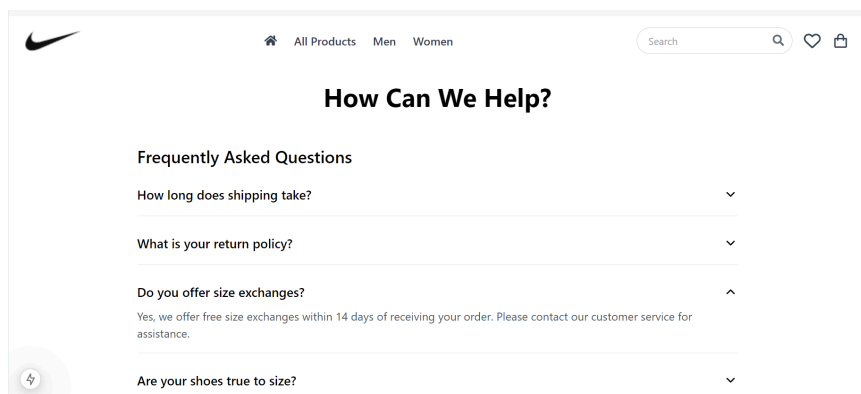 All Products Men Women
Search
How Can We Help?
Frequently Asked Questions
How long does shipping take?
What is your return policy?
Do you offer size exchanges?
Yes, we offer free size exchanges within 14 days of receiving your order. Please contact our customer service for
assistance.
Are your shoes true to size?